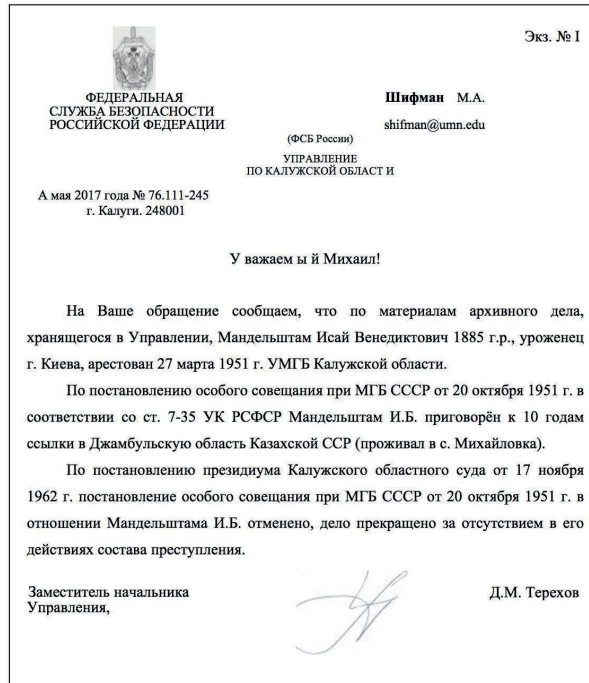 Экз. № I
ФЕДЕРАЛЬНАЯ
СЛУЖБА БЕЗОПАСНОСТИ
РОССИЙСКОЙ ФЕДЕРАЦИИ
Шифман М.А.
shifman@umn.edu
(ФСБ России)
УПРАВЛЕНИЕ
ПО КАЛУЖСКОЙ ОБЛАСТ И
А мая 2017 года № 76.111-245
г. Калуги. 248001
У важаем ы й Михаил!
На Ваше обращение сообщаем, что по материалам архивного дела,
хранящегося в Управлении, Мандельштам Исай Венедиктович 1885 г.р., уроженец
г. Киева, арестован 27 марта 1951 г. УМГБ Калужской области.
По постановлению особого совещания при МГБ СССР от 20 октября 1951 г. в
соответствии со ст. 7-35 УК РСФСР Мандельштам И.Б. приговорён к 10 годам
ссылки в Джамбульскую область Казахской ССР (проживал в с. Михайловка).
По постановлению президиума Калужского областного суда от 17 ноября
1962 г. постановление особого совещания при МГБ СССР от 20 октября 1951 г. в
отношении Мандельштама И.Б. отменено, дело прекращено за отсутствием в его
действиях состава преступления.
Заместитель начальника
Управления,
Д.М. Терехов